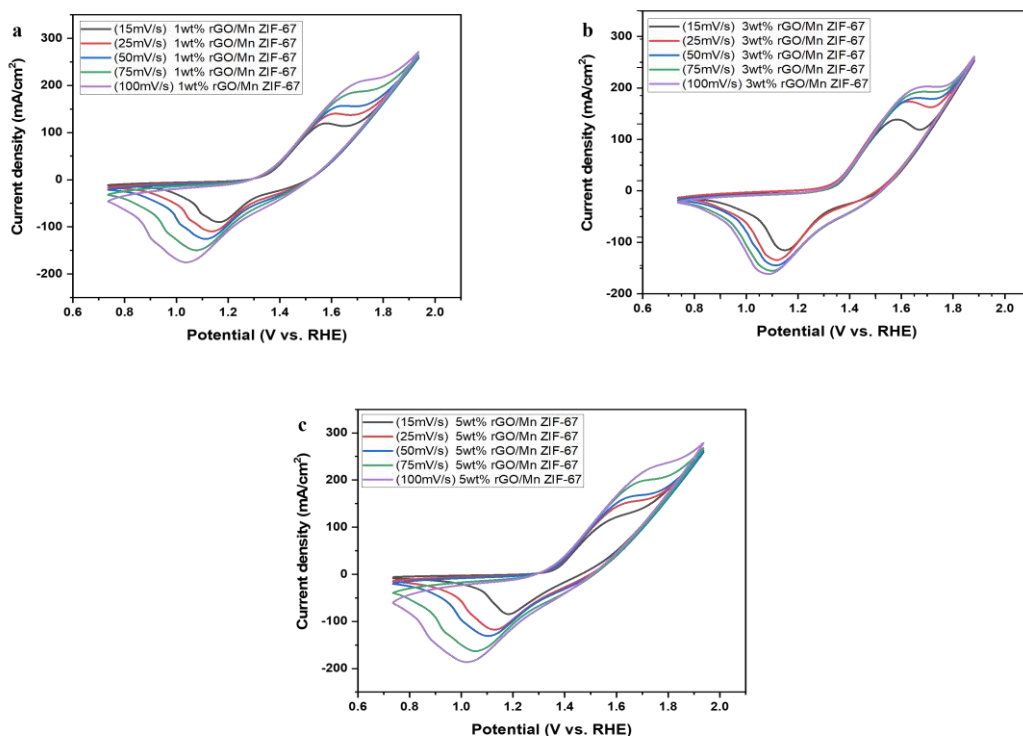 a
(15mV/s) 1wt% rGO/Mn ZIF-67
(25mV/s) 1wt% rGO/Mn ZIF-67
(50mV/s) 1wt% rGO/Mn ZIF-67
(75mV/s) 1wt% rGO/Mn ZIF-67
(100mV/s) 1wt% rGO/Mn ZIF-67
300
200
100
0
-100
-200
Current density (mA/cm²)
0.6 0.8 1.0 1.2 1.4 1.6 1.8 2.0
Potential (V vs. RHE)
b
(15mV/s) 3wt% rGO/Mn ZIF-67
(25mV/s) 3wt% rGO/Mn ZIF-67
(50mV/s) 3wt% rGO/Mn ZIF-67
(75mV/s) 3wt% rGO/Mn ZIF-67
(100mV/s) 3wt% rGO/Mn ZIF-67
300
200
100
0
-100
-200
Current density (mA/cm²)
0.6 0.8 1.0 1.2 1.4 1.6 1.8 2.0
Potential (V vs. RHE)
c
(15mV/s) 5wt% rGO/Mn ZIF-67
(25mV/s) 5wt% rGO/Mn ZIF-67
(50mV/s) 5wt% rGO/Mn ZIF-67
(75mV/s) 5wt% rGO/Mn ZIF-67
(100mV/s) 5wt% rGO/Mn ZIF-67
300
200
100
0
-100
-200
Current density (mA/cm²)
0.6 0.8 1.0 1.2 1.4 1.6 1.8 2.0
Potential (V vs. RHE)